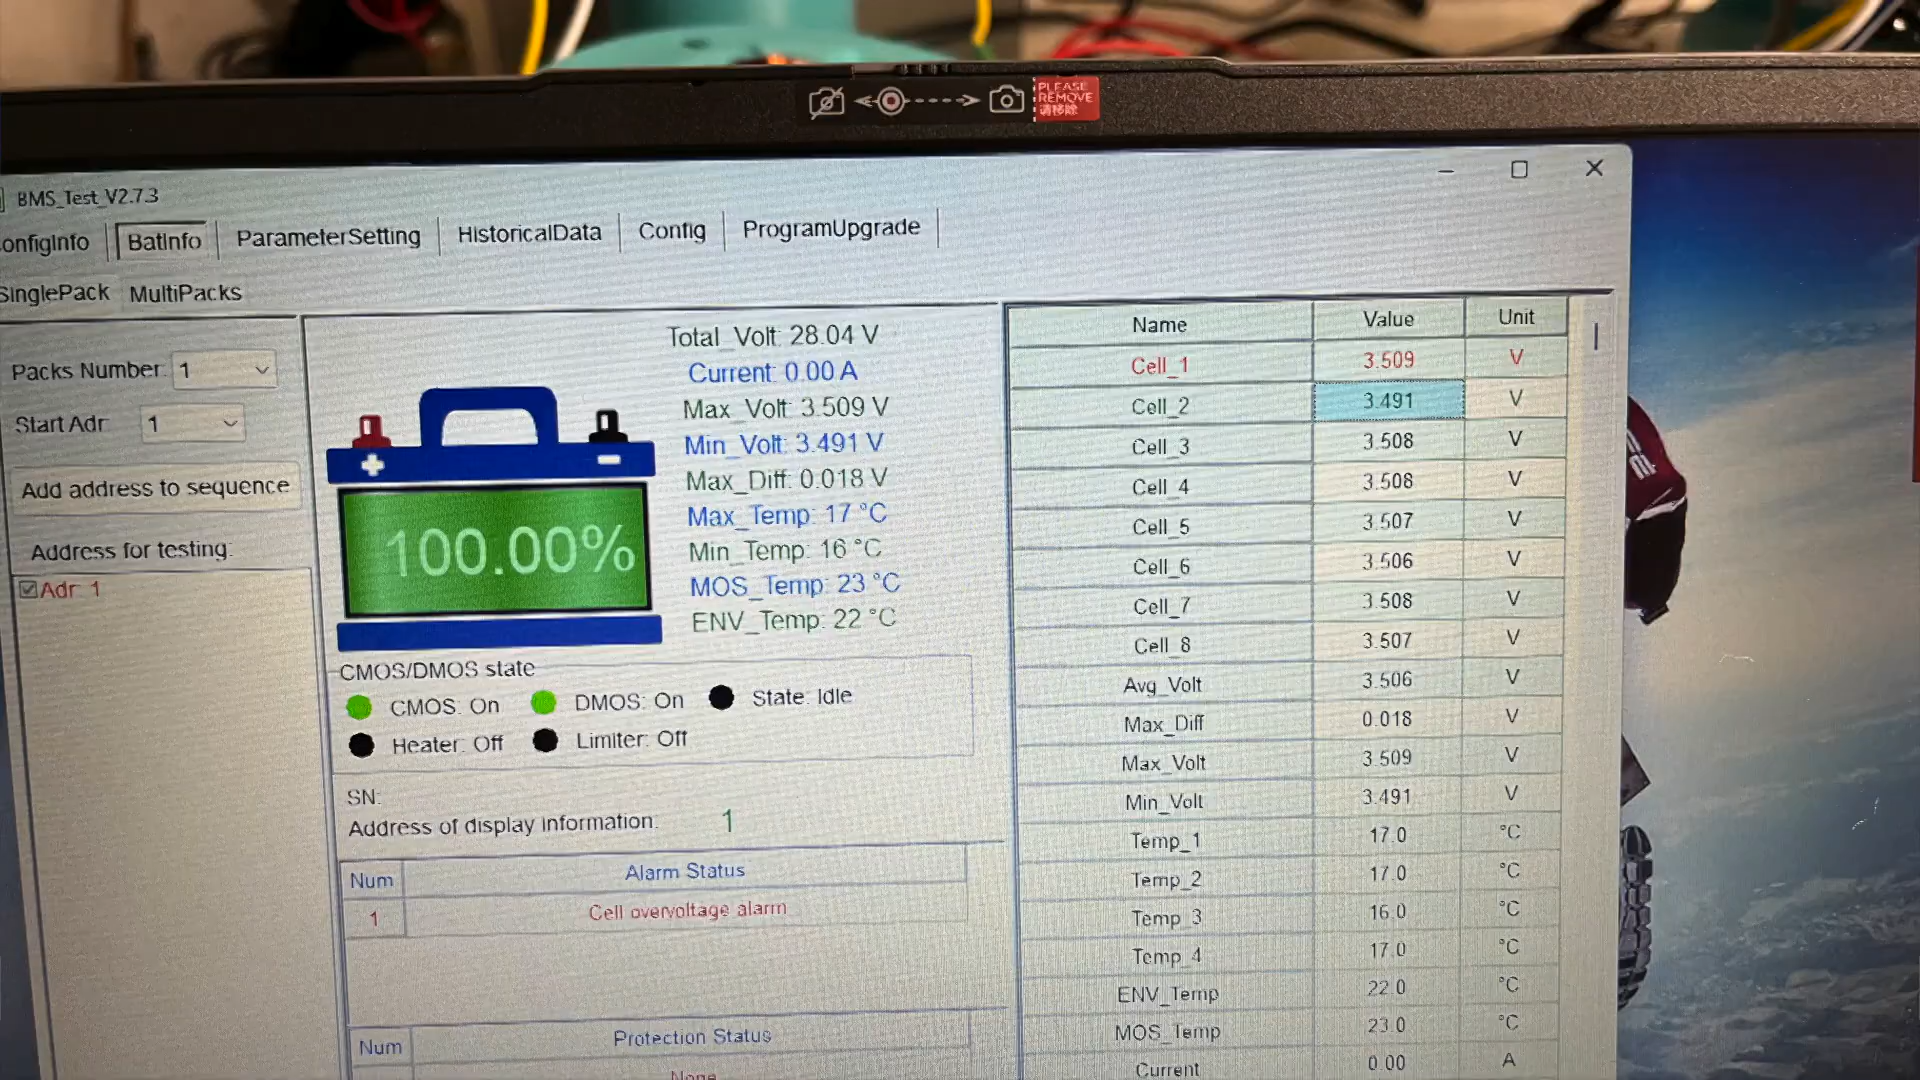 PLEASE
REMOVE
请移除
BMS_Test_V2.7.3
onfigInfo
BatInfo
ParameterSetting
HistoricalData
Config
ProgramUpgrade
SinglePack
MultiPacks
Packs Number: 1
Start Adr: 1
Add address to sequence
Address for testing:
Adr: 1
+
-
100.00%
Total_Volt: 28.04 V
Current: 0.00 A
Max_Volt: 3.509 V
Min_Volt: 3.491 V
Max_Diff: 0.018 V
Max_Temp: 17 °C
Min_Temp: 16 °C
MOS_Temp: 23 °C
ENV_Temp: 22 °C
CMOS/DMOS state
CMOS: On
DMOS: On
State: Idle
Heater: Off
Limiter: Off
SN:
Address of display information: 1
Num Alarm Status
1 Cell overvoltage alarm
Num Protection Status
None
Name Value Unit
Cell_1 3.509 V
Cell_2 3.491 V
Cell_3 3.508 V
Cell_4 3.508 V
Cell_5 3.507 V
Cell_6 3.506 V
Cell_7 3.508 V
Cell_8 3.507 V
Avg_Volt 3.506 V
Max_Diff 0.018 V
Max_Volt 3.509 V
Min_Volt 3.491 V
Temp_1 17.0 °C
Temp_2 17.0 °C
Temp_3 16.0 °C
Temp_4 17.0 °C
ENV_Temp 22.0 °C
MOS_Temp 23.0 °C
Current 0.00 A